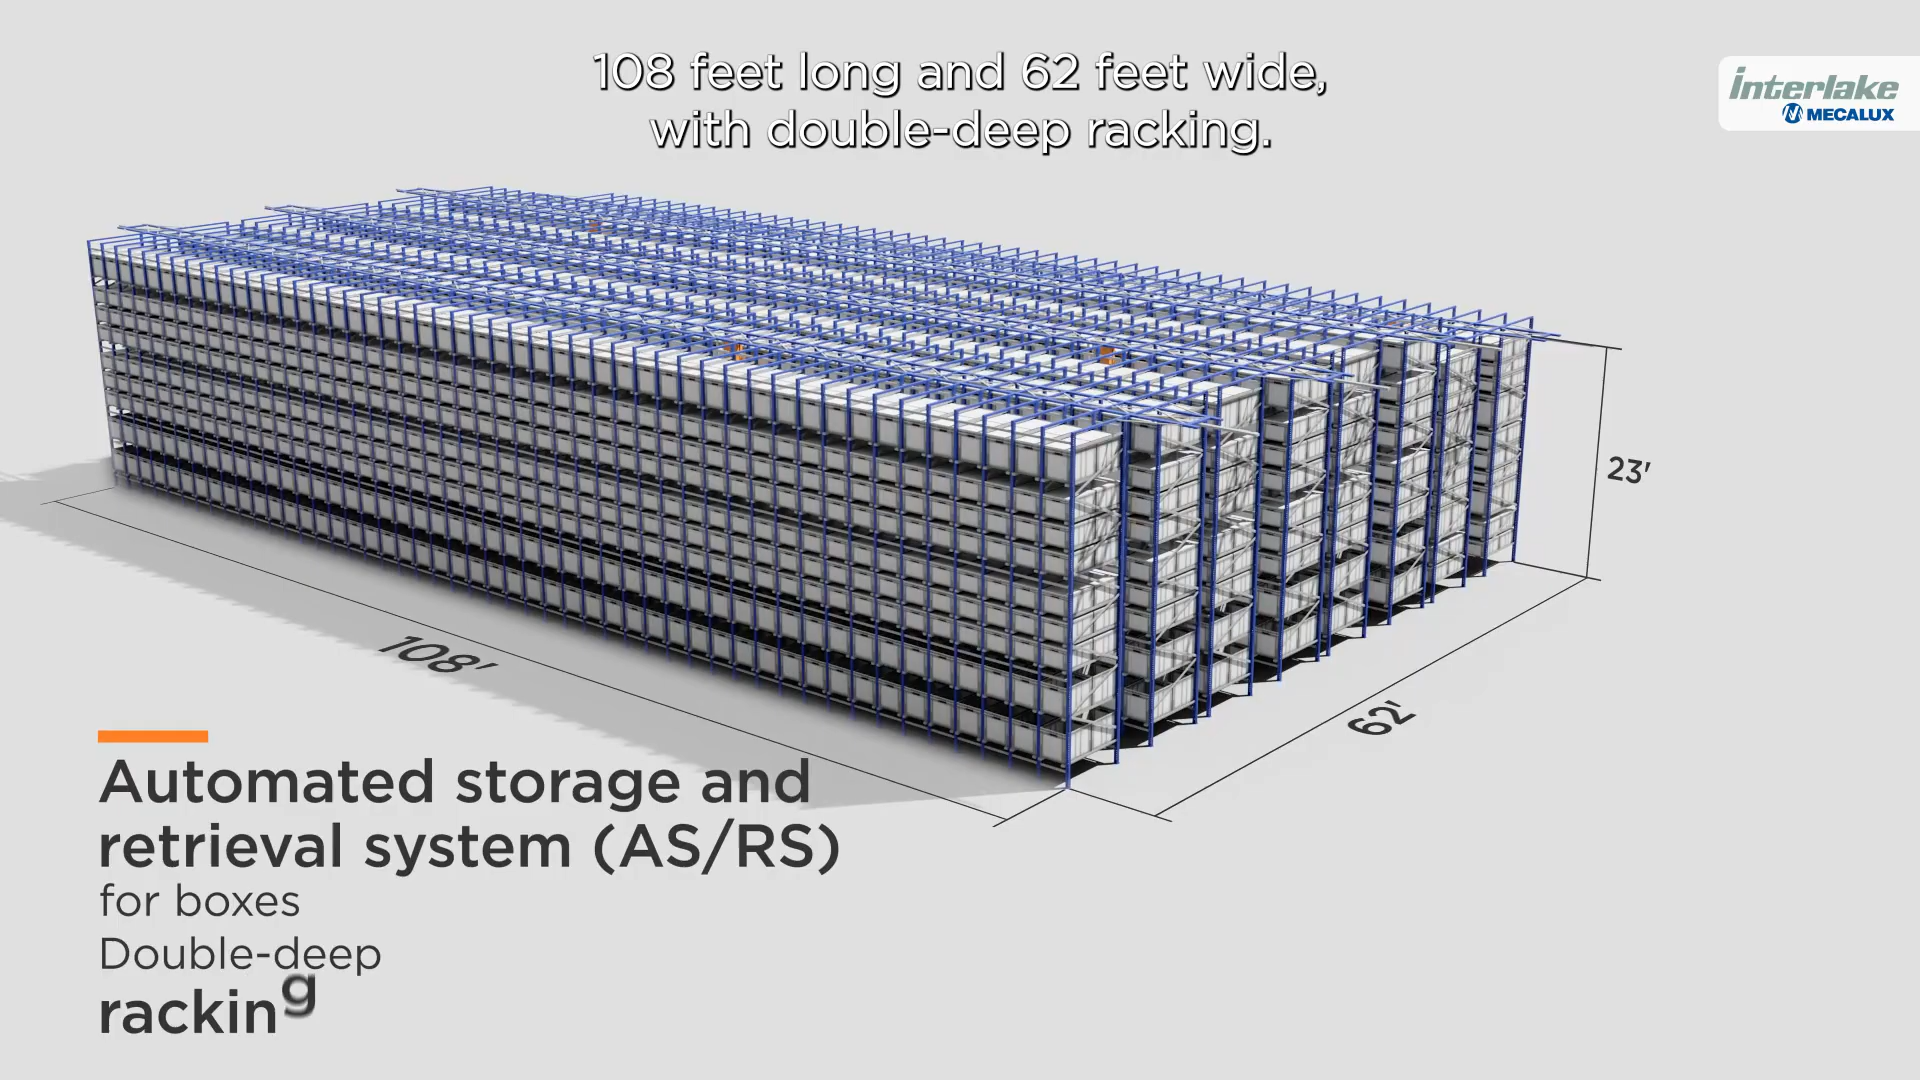 108 feet long and 62 feet wide,
with double-deep racking.
interlake
MECALUX
23'
108'
62'
Automated storage and
retrieval system (AS/RS)
for boxes
Double-deep
racking